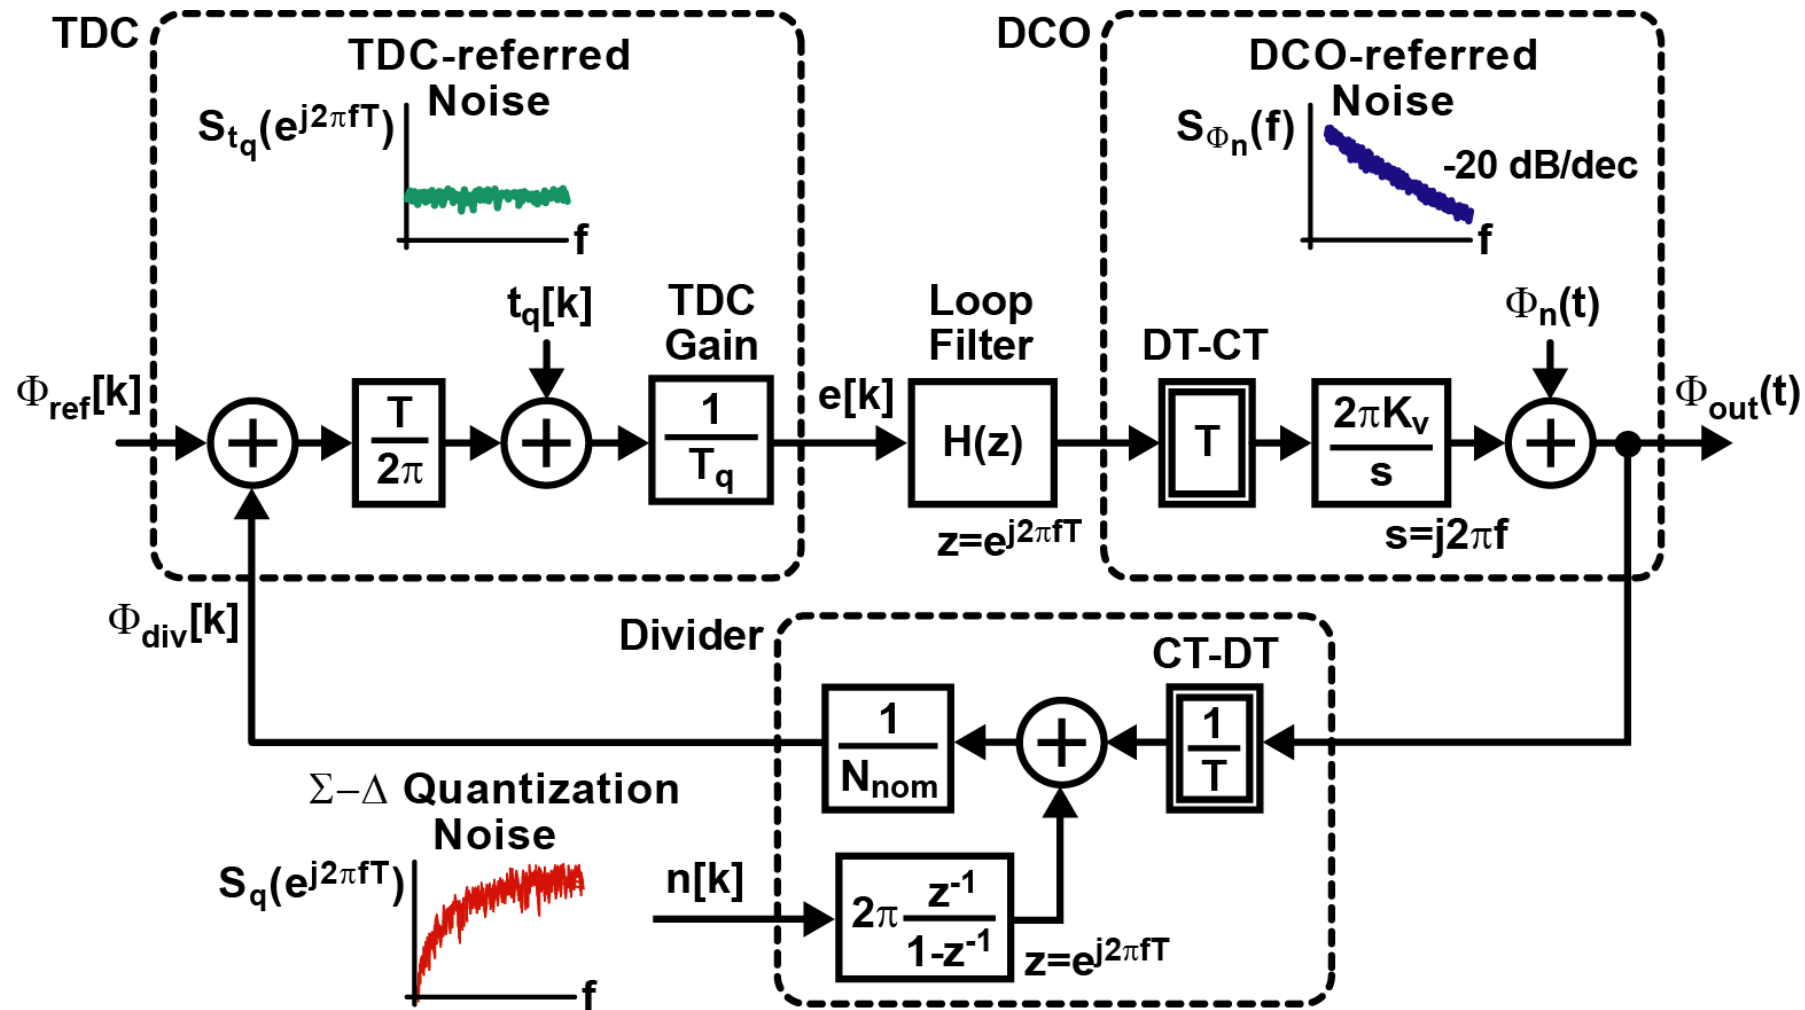 TDC
TDC-referred
Noise
S_tq(e^j2πfT)
f
DCO
DCO-referred
Noise
S_Φn(f)
-20 dB/dec
f
t_q[k]
TDC
Gain
Loop
Filter
DT-CT
Φ_n(t)
Φ_ref[k]
+
T
2π
+
1
T_q
e[k]
H(z)
T
2πK_v
s
+
Φ_out(t)
z=e^j2πfT
s=j2πf
Φ_div[k]
Divider
CT-DT
1
N_nom
+
1
T
Σ−Δ Quantization
Noise
S_q(e^j2πfT)
f
n[k]
2π z^-1
1-z^-1
z=e^j2πfT